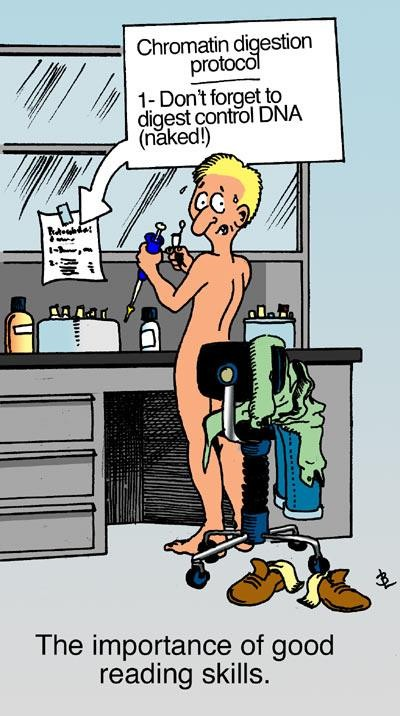 Chromatin digestion
protocol
1- Don't forget to
digest control DNA
(naked!)
The importance of good
reading skills.